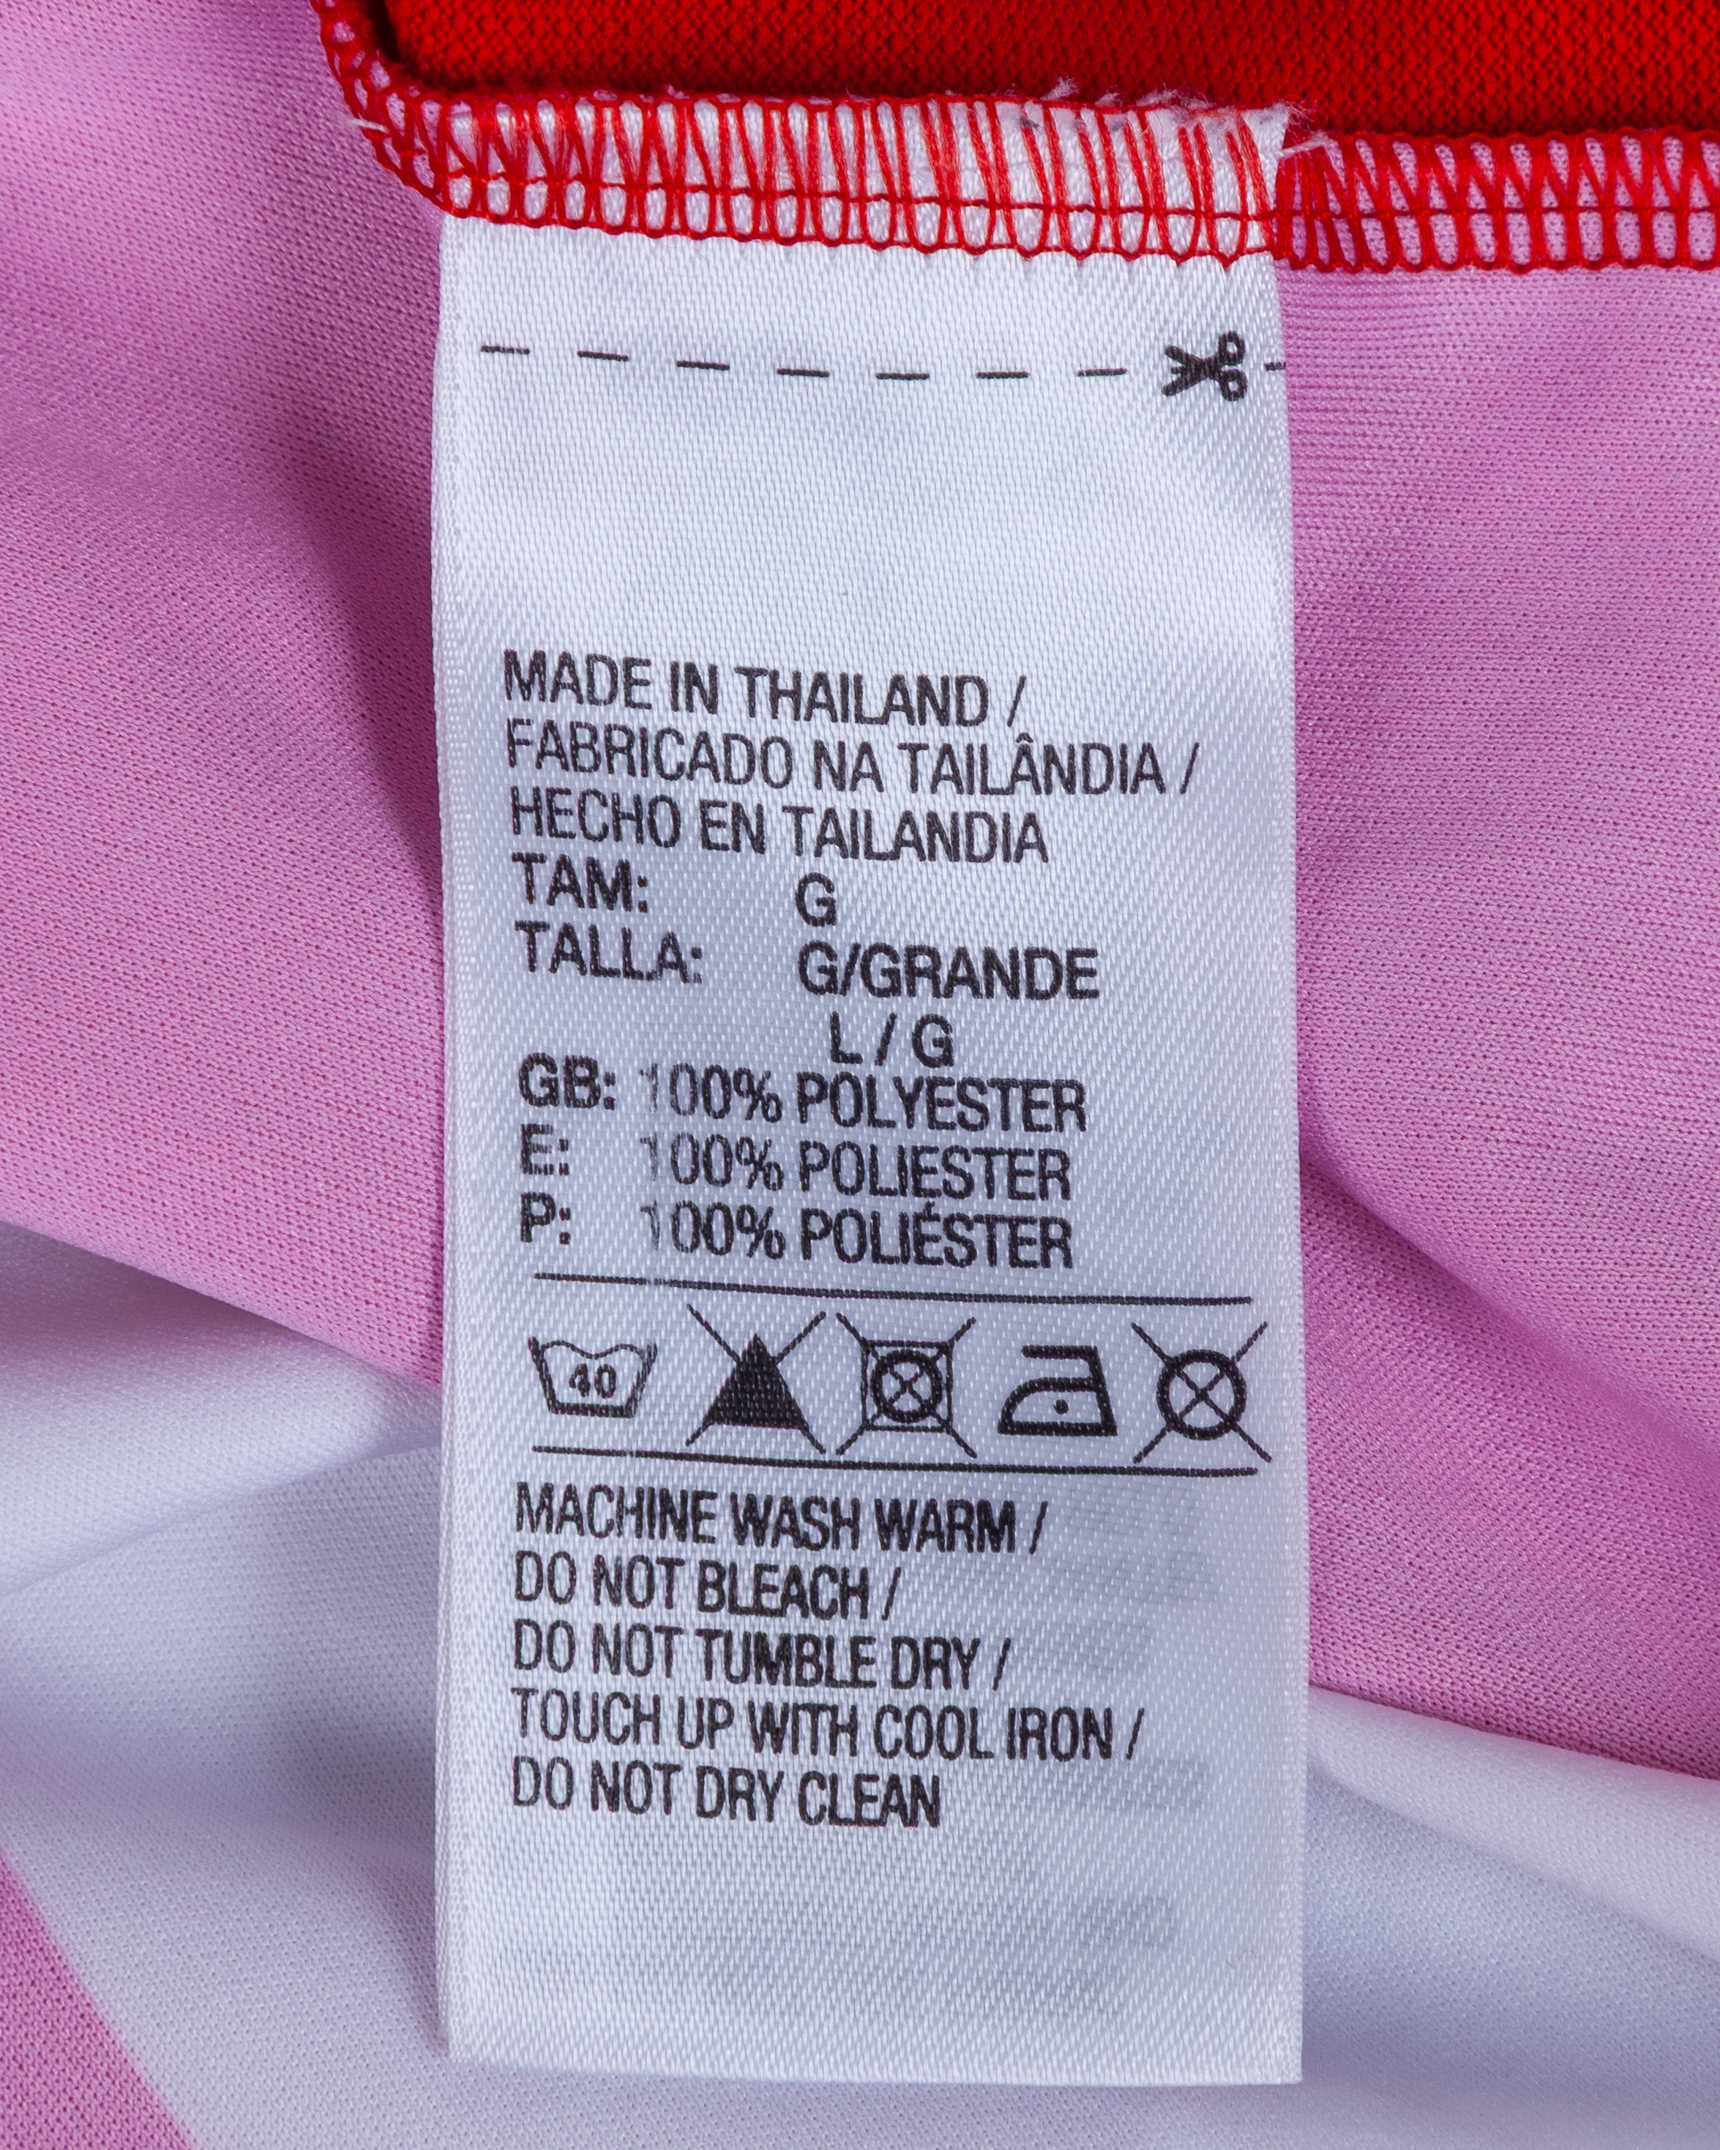 MADE IN THAILAND /
FABRICADO NA TAILÂNDIA /
HECHO EN TAILANDIA
TAM: G
TALLA: G/GRANDE
L / G
GB: 100% POLYESTER
E: 100% POLIESTER
P: 100% POLIÉSTER
40
MACHINE WASH WARM /
DO NOT BLEACH /
DO NOT TUMBLE DRY /
TOUCH UP WITH COOL IRON /
DO NOT DRY CLEAN